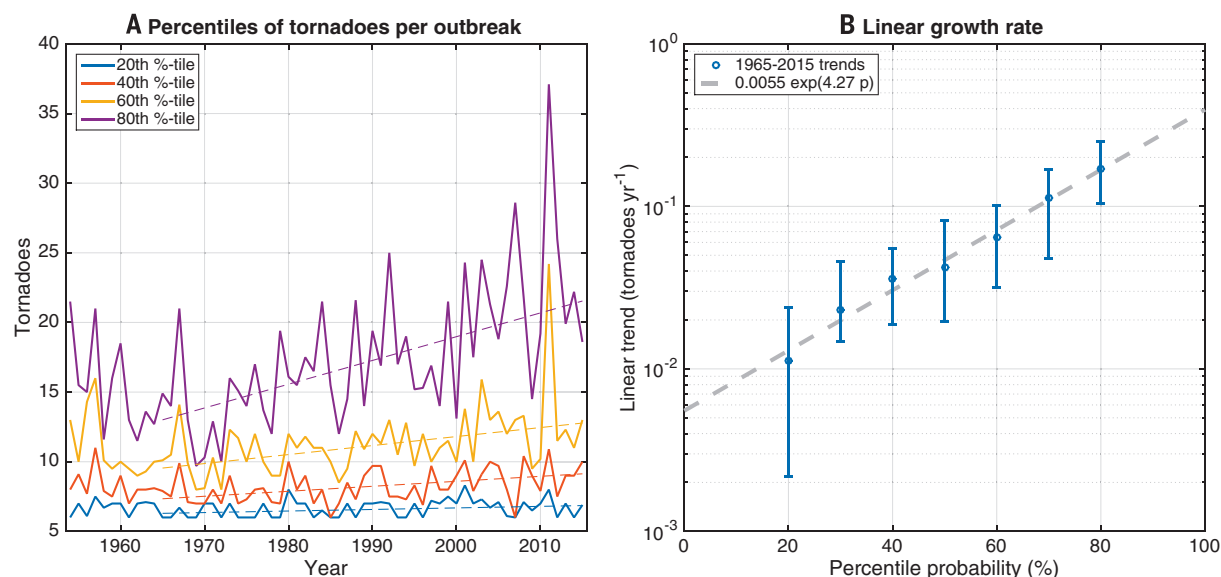 A Percentiles of tornadoes per outbreak
40
35
30
25
20
15
10
5
Tornadoes
20th %-tile
40th %-tile
60th %-tile
80th %-tile
1960 1970 1980 1990 2000 2010
Year
B Linear growth rate
10^0
10^-1
10^-2
10^-3
Linear trend (tornadoes yr^-1)
1965-2015 trends
0.0055 exp(4.27 p)
0 20 40 60 80 100
Percentile probability (%)